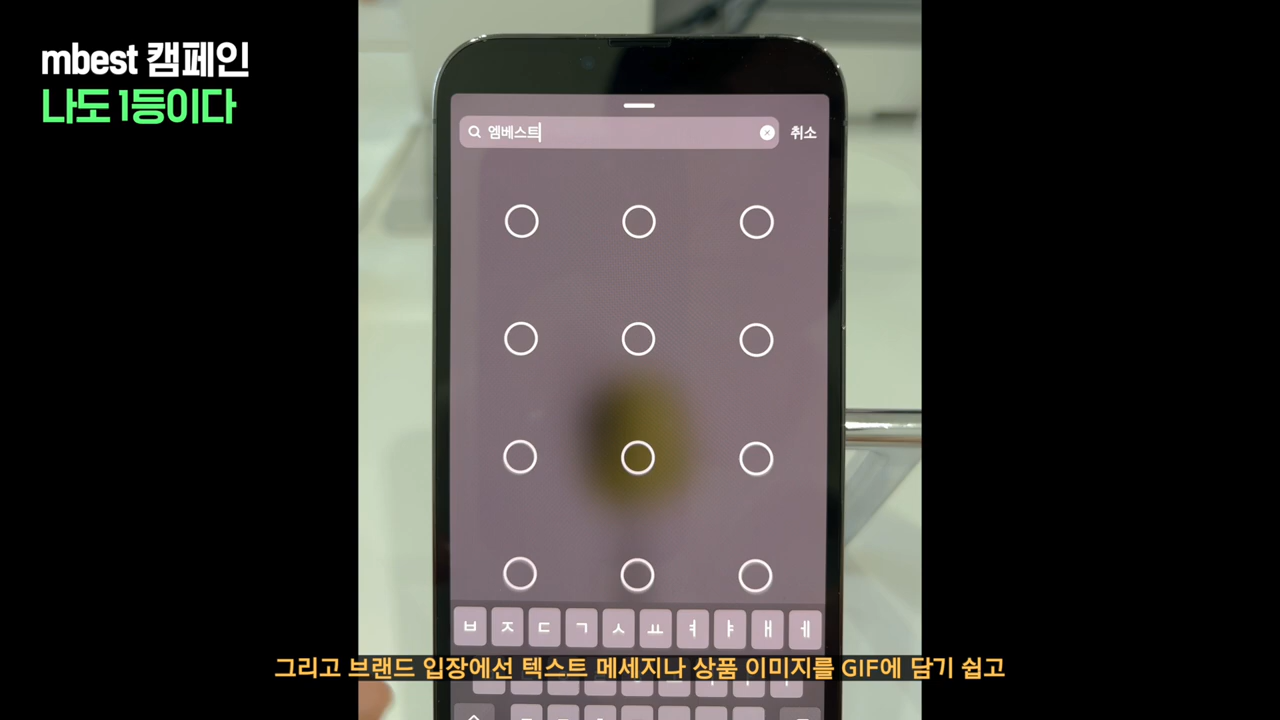 mbest 캠페인
나도 1등이다
엠베스트
취소
ㅂ ㅈ ㄷ ㄱ ㅅ ㅛ ㅕ ㅑ ㅐ ㅔ
그리고 브랜드 입장에선 텍스트 메세지나 상품 이미지를 GIF에 담기 쉽고